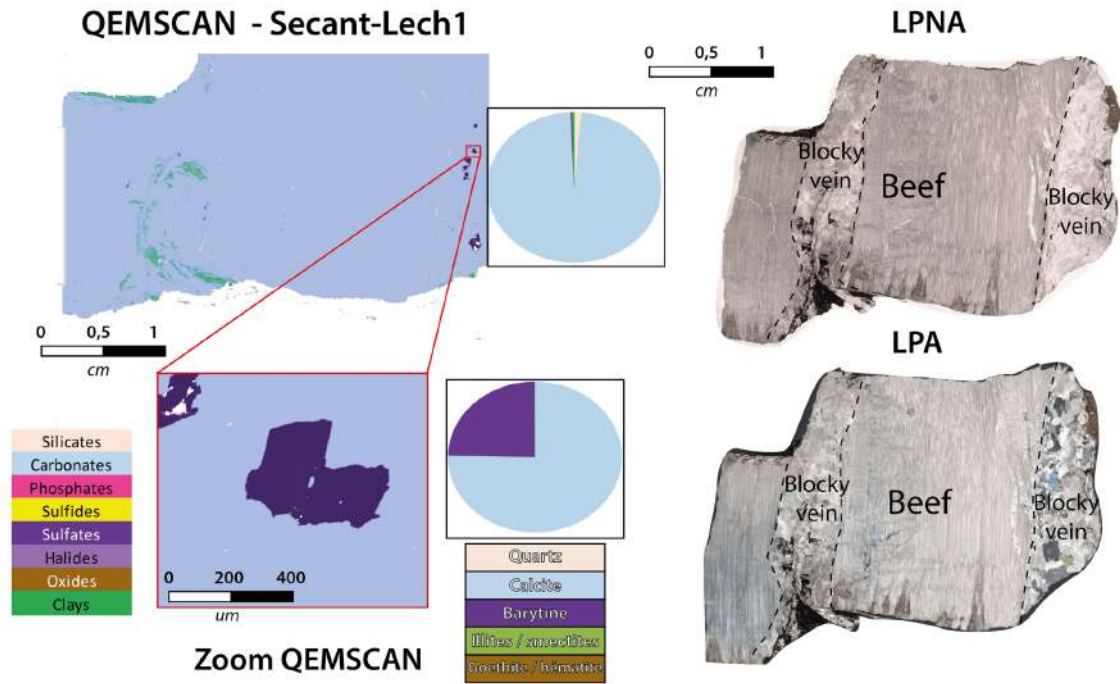 QEMSCAN - Secant-Lech1
LPNA
0 0,5 1
cm
Blocky
vein
Beef
Blocky
vein
0 0,5 1
cm
LPA
Blocky
vein
Beef
Blocky
vein
Silicates
Carbonates
Phosphates
Sulfides
Sulfates
Halides
Oxides
Clays
0 200 400
um
Quartz
Calcite
Barytine
Illites / smectites
Goethite / hématite
Zoom QEMSCAN